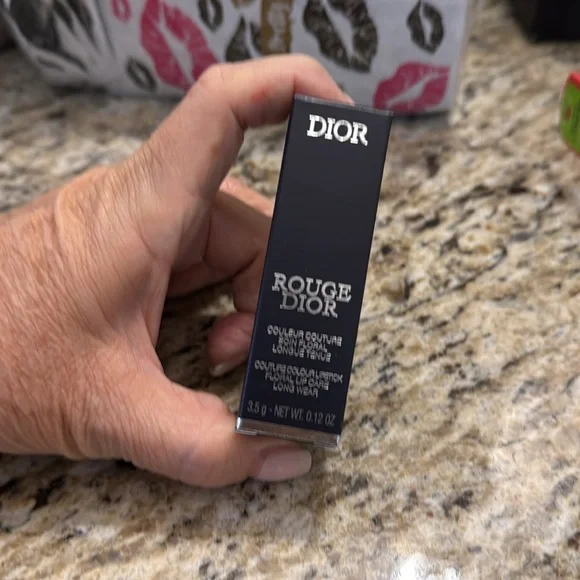 DIOR
ROUGE
DIOR
COULEUR COUTURE
SOIN FLORAL
LONGUE TENUE
COUTURE COLOUR LIPSTICK
FLORAL LIP CARE
LONG WEAR
3.5 g - NET WT. 0.12 OZ